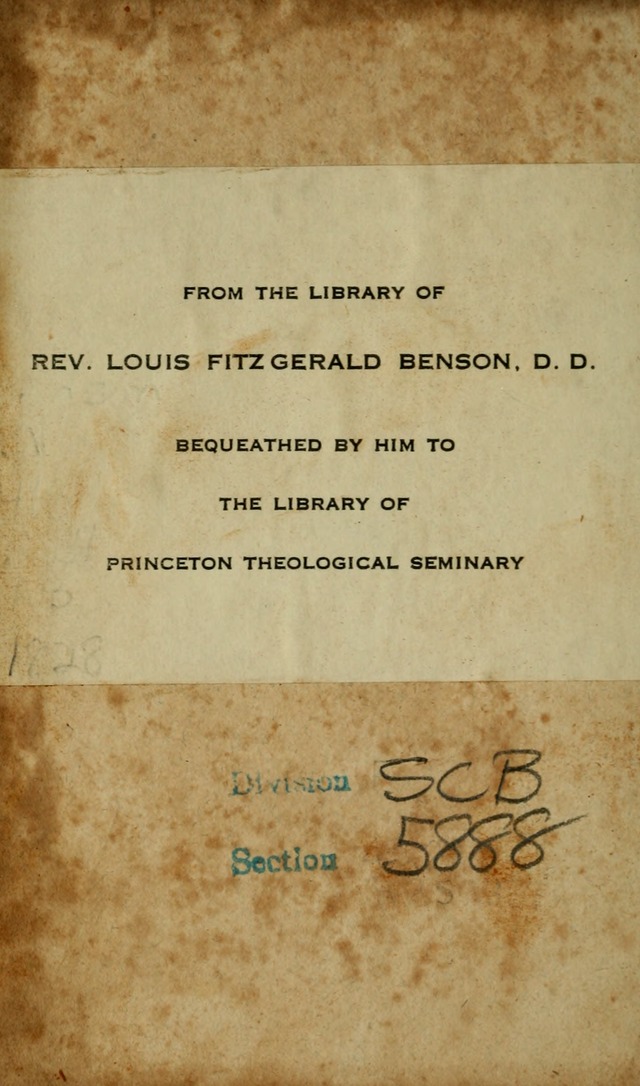 FROM THE LIBRARY OF
REV. LOUIS FITZGERALD BENSON, D. D.
BEQUEATHED BY HIM TO
THE LIBRARY OF
PRINCETON THEOLOGICAL SEMINARY
Division SCB
Section 5888